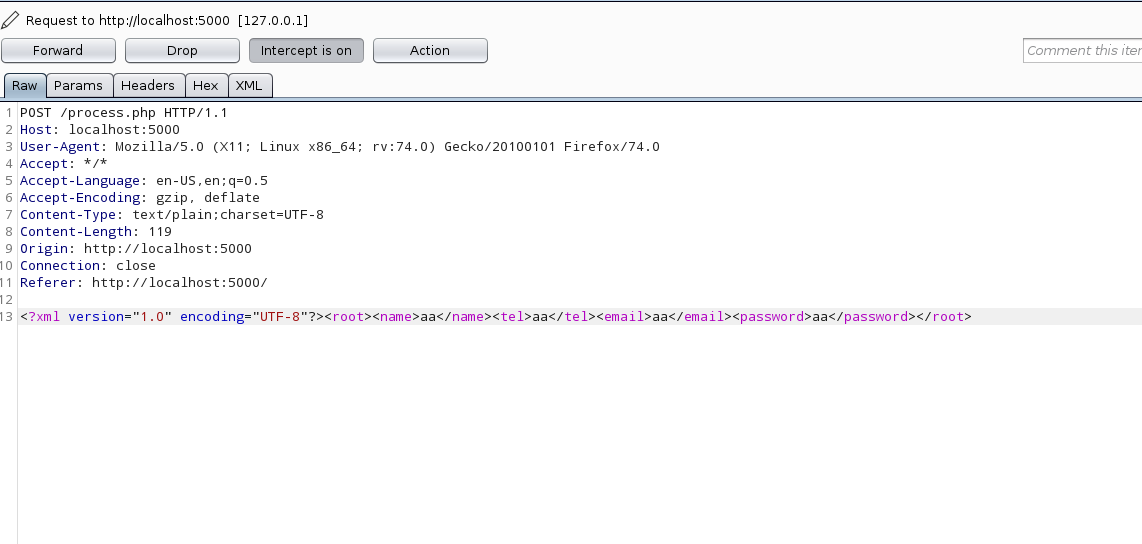 Request to http://localhost:5000 [127.0.0.1]
Forward Drop Intercept is on Action Comment this iter
Raw Params Headers Hex XML
1 POST /process.php HTTP/1.1
2 Host: localhost:5000
3 User-Agent: Mozilla/5.0 (X11; Linux x86_64; rv:74.0) Gecko/20100101 Firefox/74.0
4 Accept: */*
5 Accept-Language: en-US,en;q=0.5
6 Accept-Encoding: gzip, deflate
7 Content-Type: text/plain;charset=UTF-8
8 Content-Length: 119
9 Origin: http://localhost:5000
10 Connection: close
11 Referer: http://localhost:5000/
12
13 <?xml version="1.0" encoding="UTF-8"?><root><name>aa</name><tel>aa</tel><email>aa</email><password>aa</password></root>